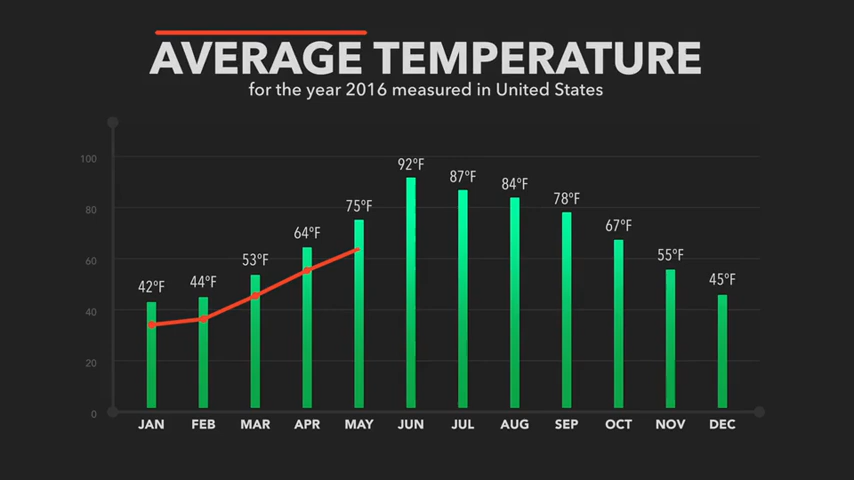 AVERAGE TEMPERATURE
for the year 2016 measured in United States
100
80
60
40
20
0
42°F
44°F
53°F
64°F
75°F
92°F
87°F
84°F
78°F
67°F
55°F
45°F
JAN FEB MAR APR MAY JUN JUL AUG SEP OCT NOV DEC